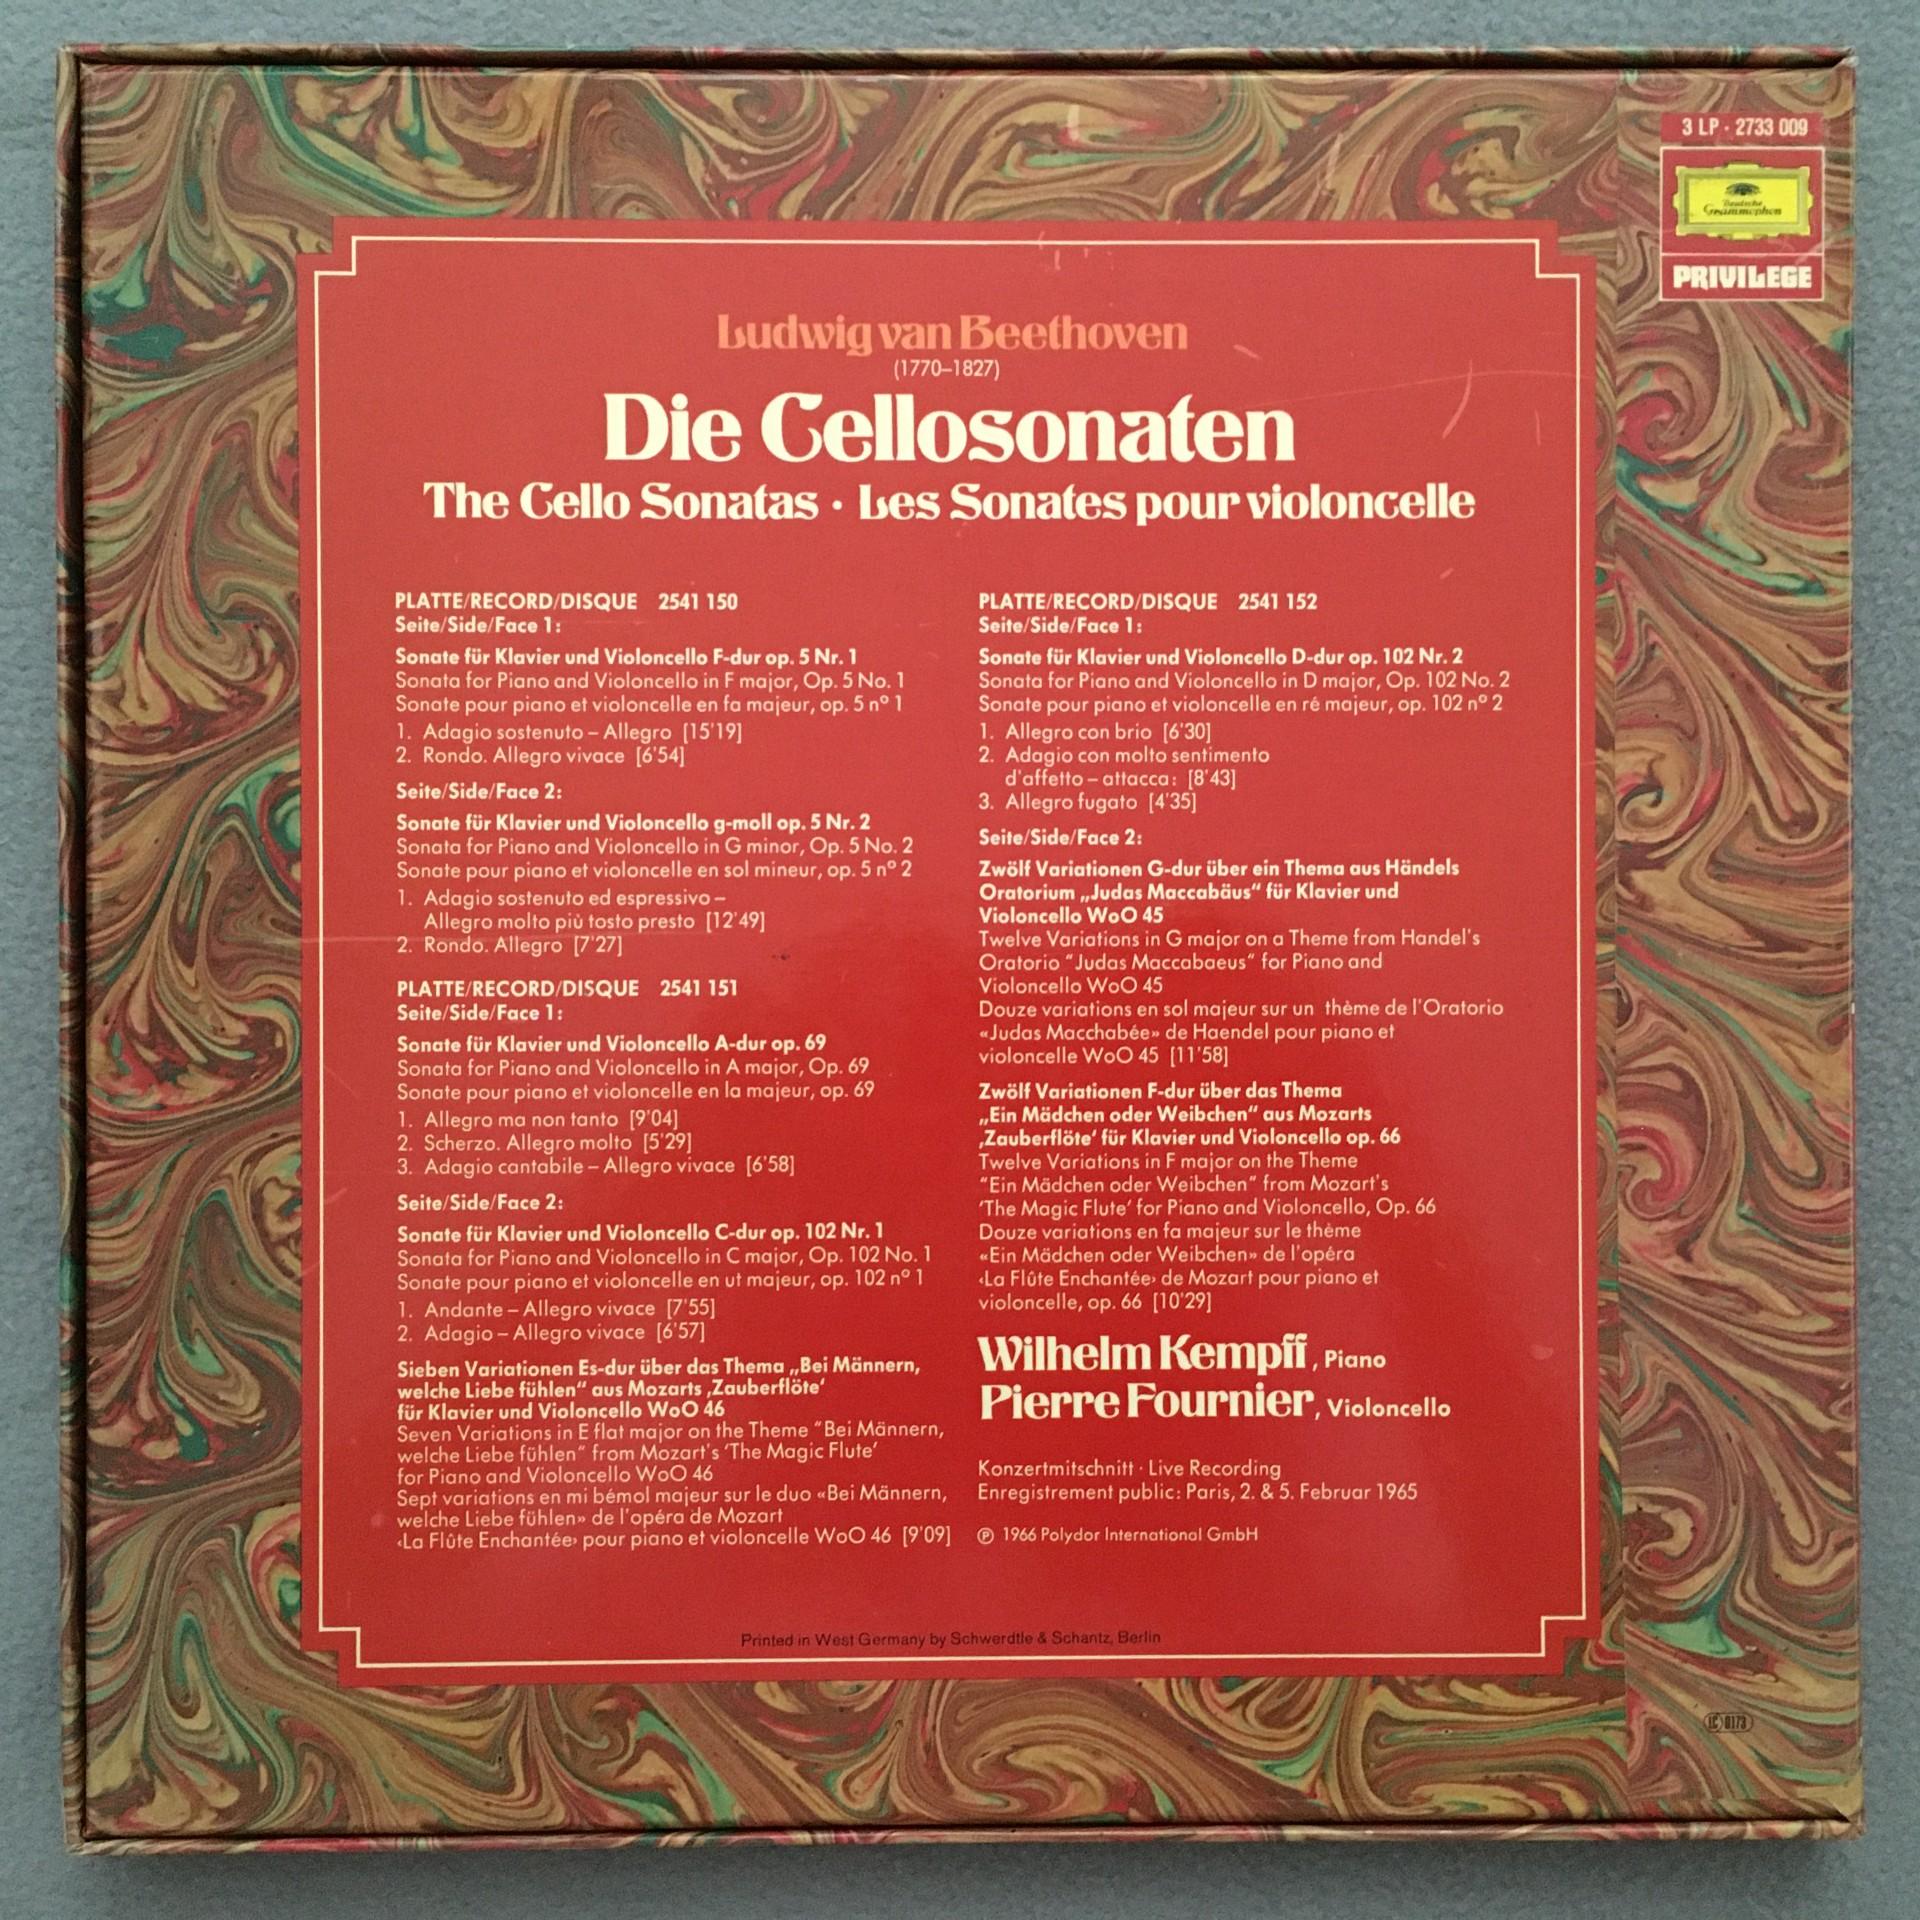 3 LP · 2733 009
Deutsche
Grammophon
PRIVILEGE
Ludwig van Beethoven
(1770–1827)
Die Cellosonaten
The Cello Sonatas · Les Sonates pour violoncelle
PLATTE/RECORD/DISQUE 2541 150
Seite/Side/Face 1:
Sonate für Klavier und Violoncello F-dur op. 5 Nr. 1
Sonata for Piano and Violoncello in F major, Op. 5 No. 1
Sonate pour piano et violoncelle en fa majeur, op. 5 nº 1
1. Adagio sostenuto – Allegro [15'19]
2. Rondo. Allegro vivace [6'54]
Seite/Side/Face 2:
Sonate für Klavier und Violoncello g-moll op. 5 Nr. 2
Sonata for Piano and Violoncello in G minor, Op. 5 No. 2
Sonate pour piano et violoncelle en sol mineur, op. 5 nº 2
1. Adagio sostenuto ed espressivo –
Allegro molto più tosto presto [12'49]
2. Rondo. Allegro [7'27]
PLATTE/RECORD/DISQUE 2541 151
Seite/Side/Face 1:
Sonate für Klavier und Violoncello A-dur op. 69
Sonata for Piano and Violoncello in A major, Op. 69
Sonate pour piano et violoncelle en la majeur, op. 69
1. Allegro ma non tanto [9'04]
2. Scherzo. Allegro molto [5'29]
3. Adagio cantabile – Allegro vivace [6'58]
Seite/Side/Face 2:
Sonate für Klavier und Violoncello C-dur op. 102 Nr. 1
Sonata for Piano and Violoncello in C major, Op. 102 No. 1
Sonate pour piano et violoncelle en ut majeur, op. 102 nº 1
1. Andante – Allegro vivace [7'55]
2. Adagio – Allegro vivace [6'57]
Sieben Variationen Es-dur über das Thema „Bei Männern,
welche Liebe fühlen“ aus Mozarts ‚Zauberflöte‘
für Klavier und Violoncello WoO 46
Seven Variations in E flat major on the Theme “Bei Männern,
welche Liebe fühlen” from Mozart's ‘The Magic Flute’
for Piano and Violoncello WoO 46
Sept variations en mi bémol majeur sur le duo «Bei Männern,
welche Liebe fühlen» de l'opéra de Mozart
‹La Flûte Enchantée› pour piano et violoncelle WoO 46 [9'09]
PLATTE/RECORD/DISQUE 2541 152
Seite/Side/Face 1:
Sonate für Klavier und Violoncello D-dur op. 102 Nr. 2
Sonata for Piano and Violoncello in D major, Op. 102 No. 2
Sonate pour piano et violoncelle en ré majeur, op. 102 nº 2
1. Allegro con brio [6'30]
2. Adagio con molto sentimento
d'affetto – attacca: [8'43]
3. Allegro fugato [4'35]
Seite/Side/Face 2:
Zwölf Variationen G-dur über ein Thema aus Händels
Oratorium „Judas Maccabäus“ für Klavier und
Violoncello WoO 45
Twelve Variations in G major on a Theme from Handel's
Oratorio “Judas Maccabaeus” for Piano and
Violoncello WoO 45
Douze variations en sol majeur sur un thème de l'Oratorio
«Judas Macchabée» de Haendel pour piano et
violoncelle WoO 45 [11'58]
Zwölf Variationen F-dur über das Thema
„Ein Mädchen oder Weibchen“ aus Mozarts
‚Zauberflöte‘ für Klavier und Violoncello op. 66
Twelve Variations in F major on the Theme
“Ein Mädchen oder Weibchen” from Mozart's
‘The Magic Flute’ for Piano and Violoncello, Op. 66
Douze variations en fa majeur sur le thème
«Ein Mädchen oder Weibchen» de l'opéra
‹La Flûte Enchantée› de Mozart pour piano et
violoncelle, op. 66 [10'29]
Wilhelm Kempff, Piano
Pierre Fournier, Violoncello
Konzertmitschnitt · Live Recording
Enregistrement public: Paris, 2. & 5. Februar 1965
℗ 1966 Polydor International GmbH
Printed in West Germany by Schwerdtle & Schantz, Berlin
LC 0173